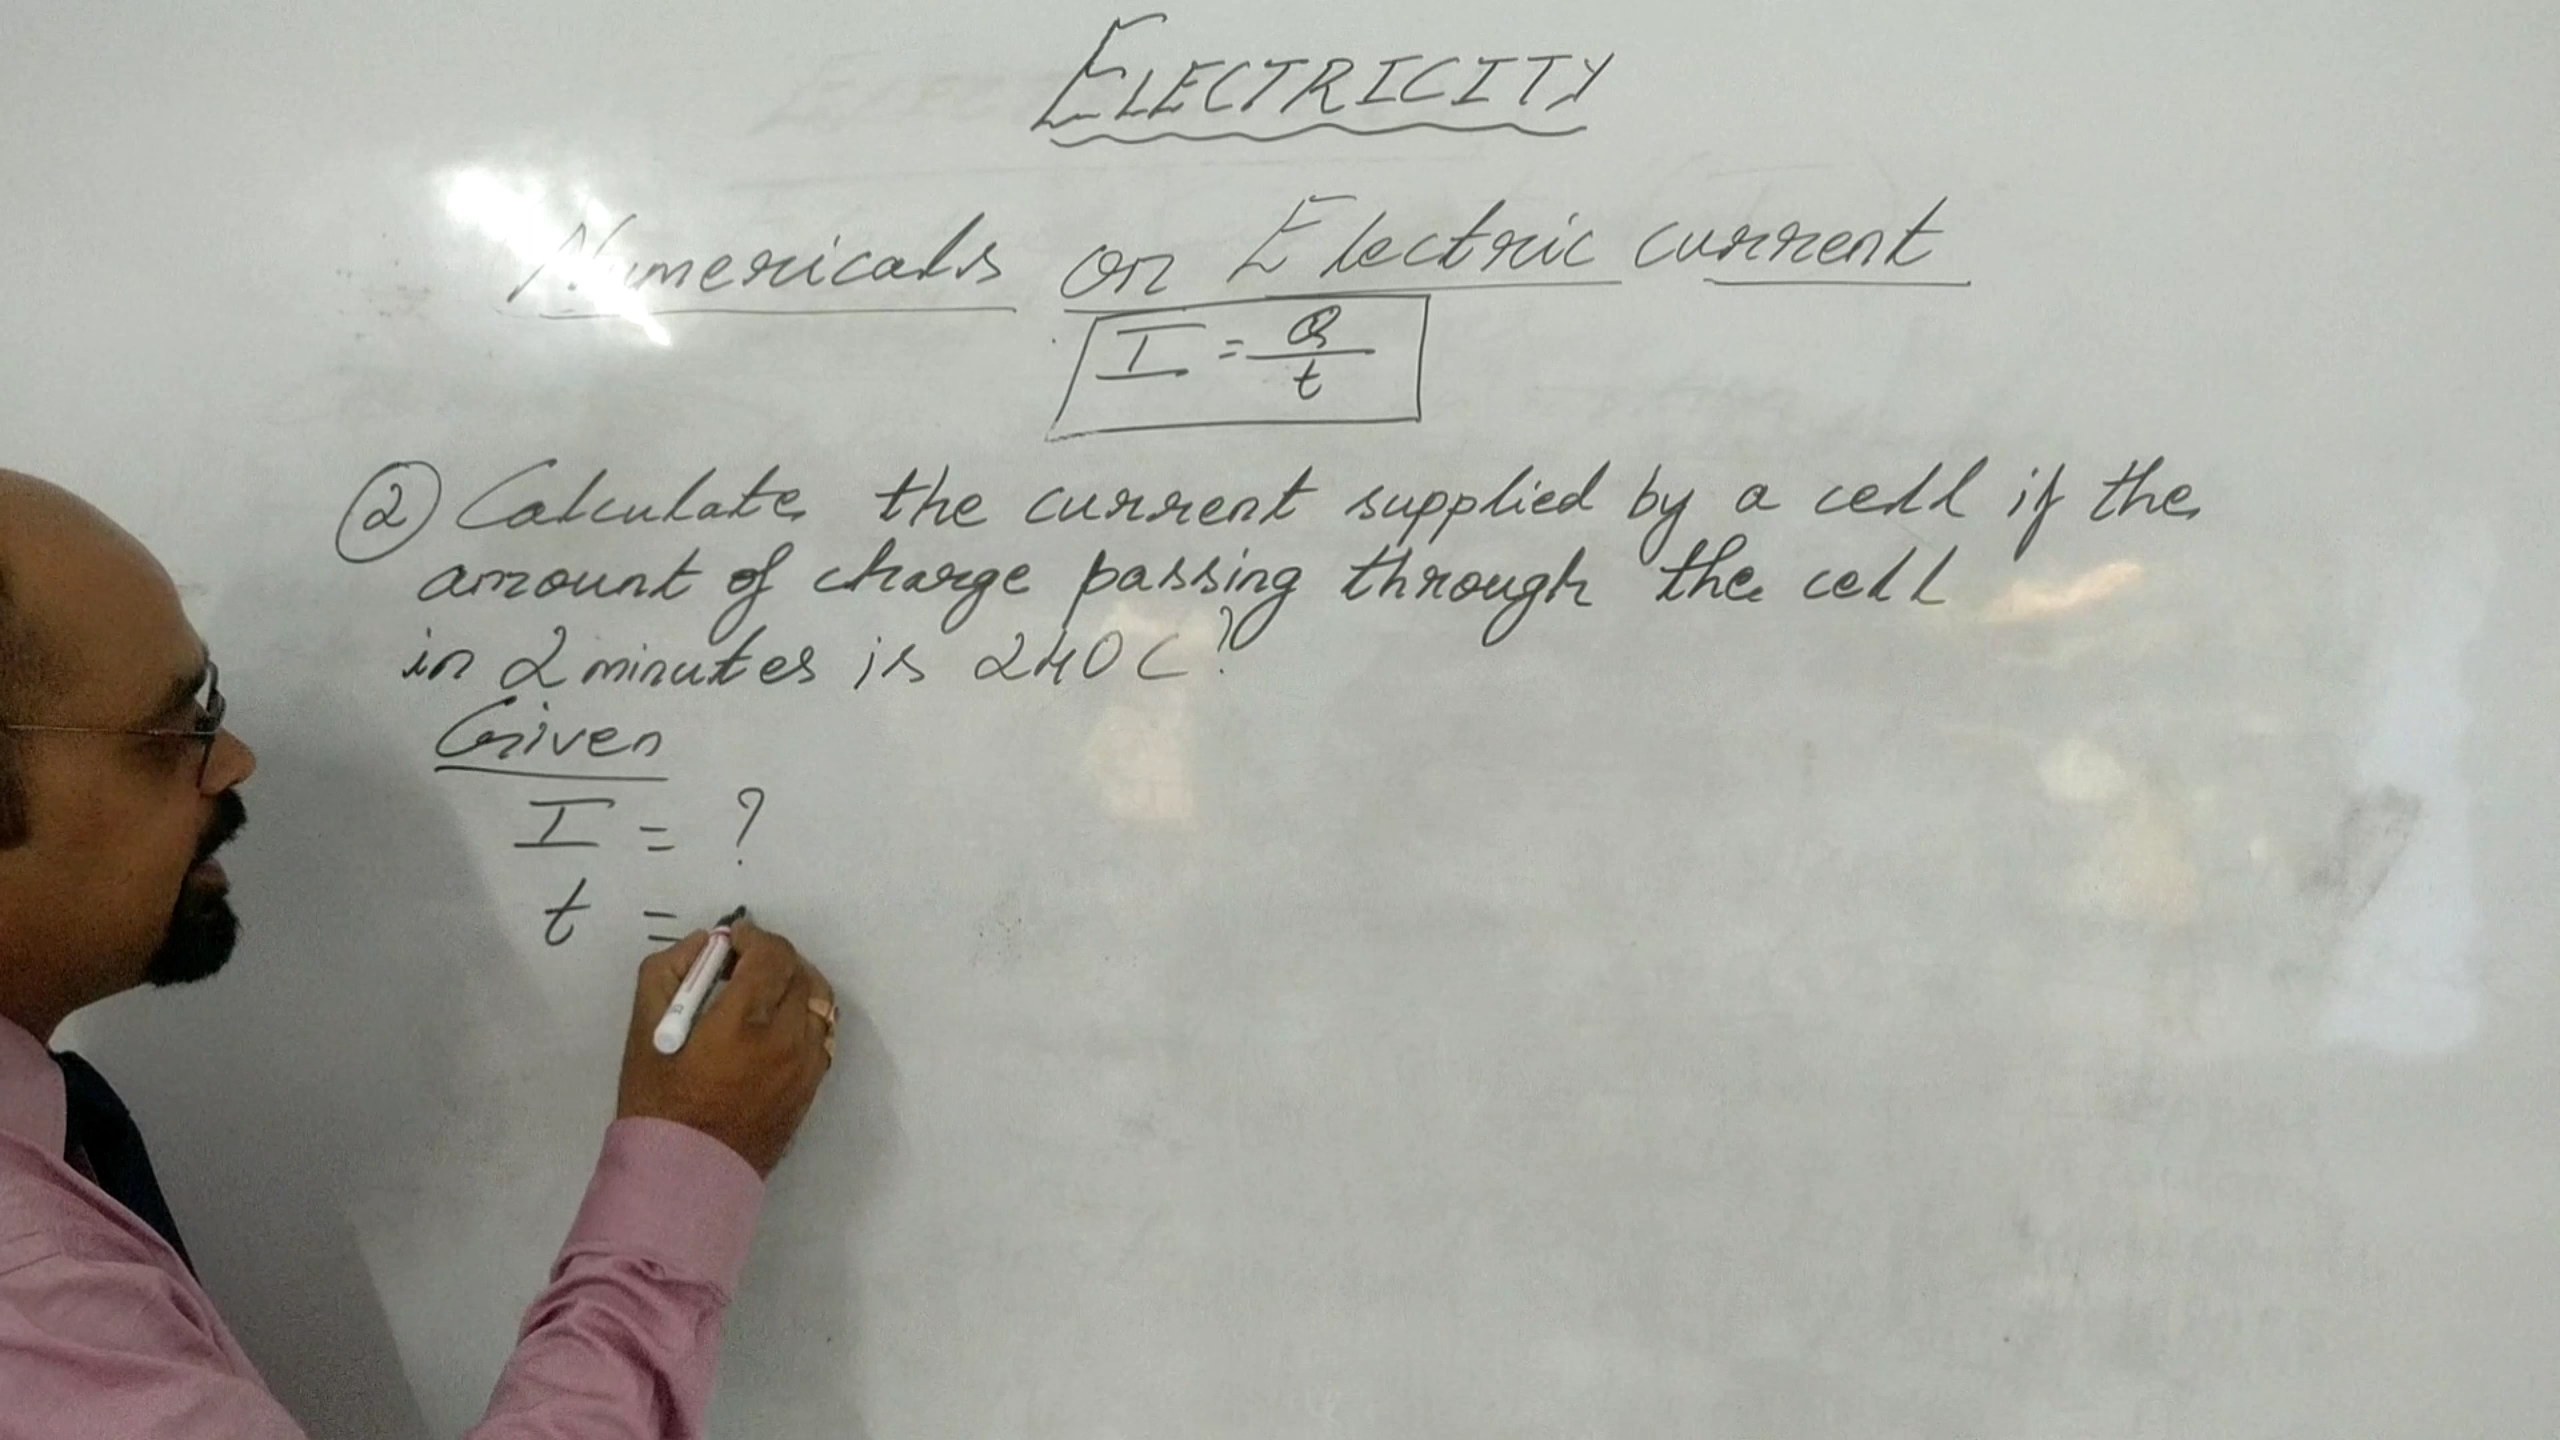 ELECTRICITY
Numericals on Electric current
I = Q/t
② Calculate the current supplied by a cell if the
amount of charge passing through the cell
in 2 minutes is 240 C?
Given
I = ?
t =